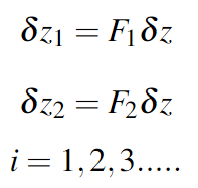 δz₁ = F₁δz
δz₂ = F₂δz
i = 1,2,3.....